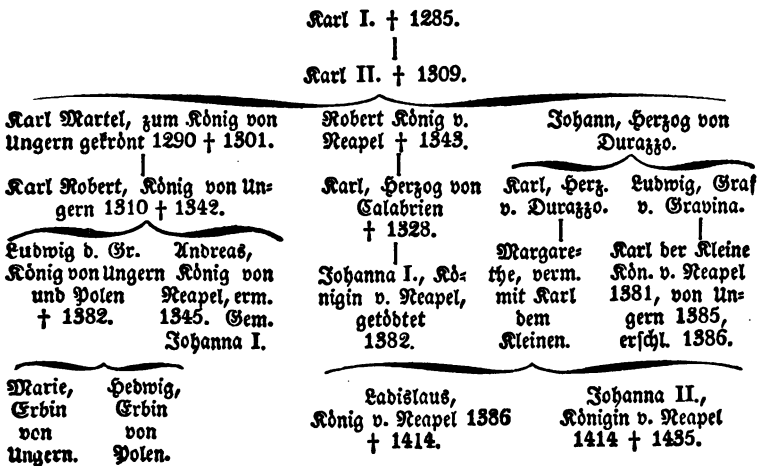 Karl I. † 1285.
Karl II. † 1309.
Karl Martel, zum König von
Ungern gekrönt 1290 † 1301.
Robert König v.
Neapel † 1343.
Johann, Herzog von
Durazzo.
Karl Robert, König von Un=
gern 1310 † 1342.
Karl, Herzog von
Calabrien
† 1328.
Karl, Herz.
v. Durazzo.
Ludwig, Graf
v. Gravina.
Ludwig d. Gr.
König von Ungern
und Polen
† 1382.
Andreas,
König von
Neapel, erm.
1345. Gem.
Johanna I.
Johanna I., Kö=
nigin v. Neapel,
getödtet
1382.
Margare=
the, verm.
mit Karl
dem
Kleinen.
Karl der Kleine
Kön. v. Neapel
1381, von Un=
gern 1385,
erschl. 1386.
Marie,
Erbin
von
Ungern.
Hedwig,
Erbin
von
Polen.
Ladislaus,
König v. Neapel 1386
† 1414.
Johanna II.,
Königin v. Neapel
1414 † 1435.